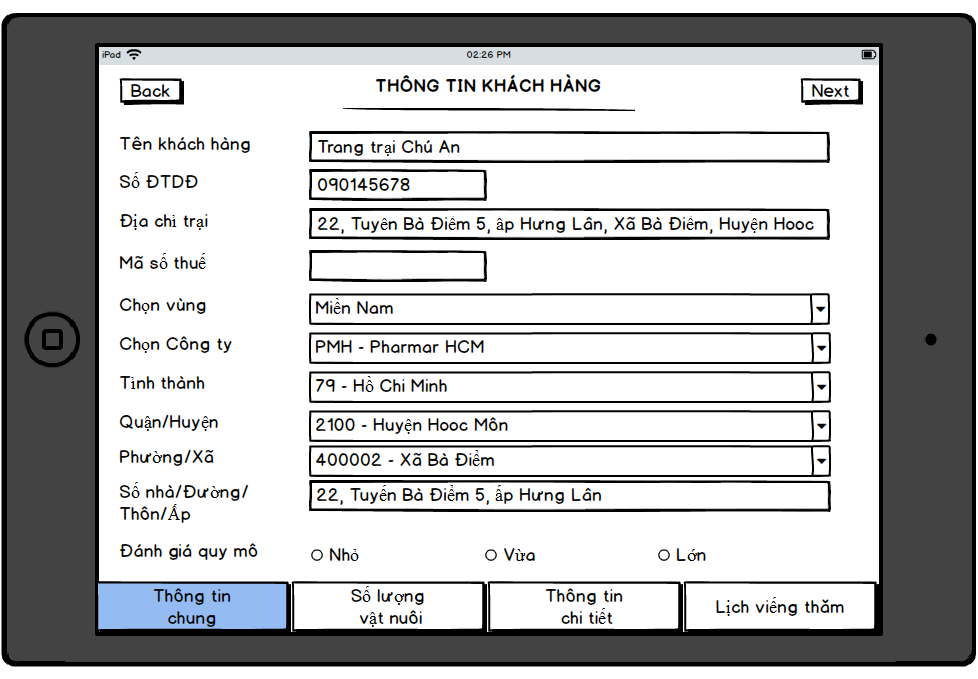 iPad 02:26 PM
Back THÔNG TIN KHÁCH HÀNG Next
Tên khách hàng Trang trại Chú An
Số ĐTDĐ 090145678
Địa chỉ trại 22, Tuyên Bà Điểm 5, âp Hưng Lân, Xã Bà Điểm, Huyện Hooc
Mã số thuế
Chọn vùng Miền Nam
Chọn Công ty PMH - Pharmar HCM
Tỉnh thành 79 - Hồ Chi Minh
Quận/Huyện 2100 - Huyện Hooc Môn
Phường/Xã 400002 - Xã Bà Điểm
Số nhà/Đường/ 22, Tuyến Bà Điểm 5, ấp Hưng Lân
Thôn/Ấp
Đánh giá quy mô Nhỏ Vừa Lớn
Thông tin
chung
Số lượng
vật nuôi
Thông tin
chi tiết
Lịch viếng thăm